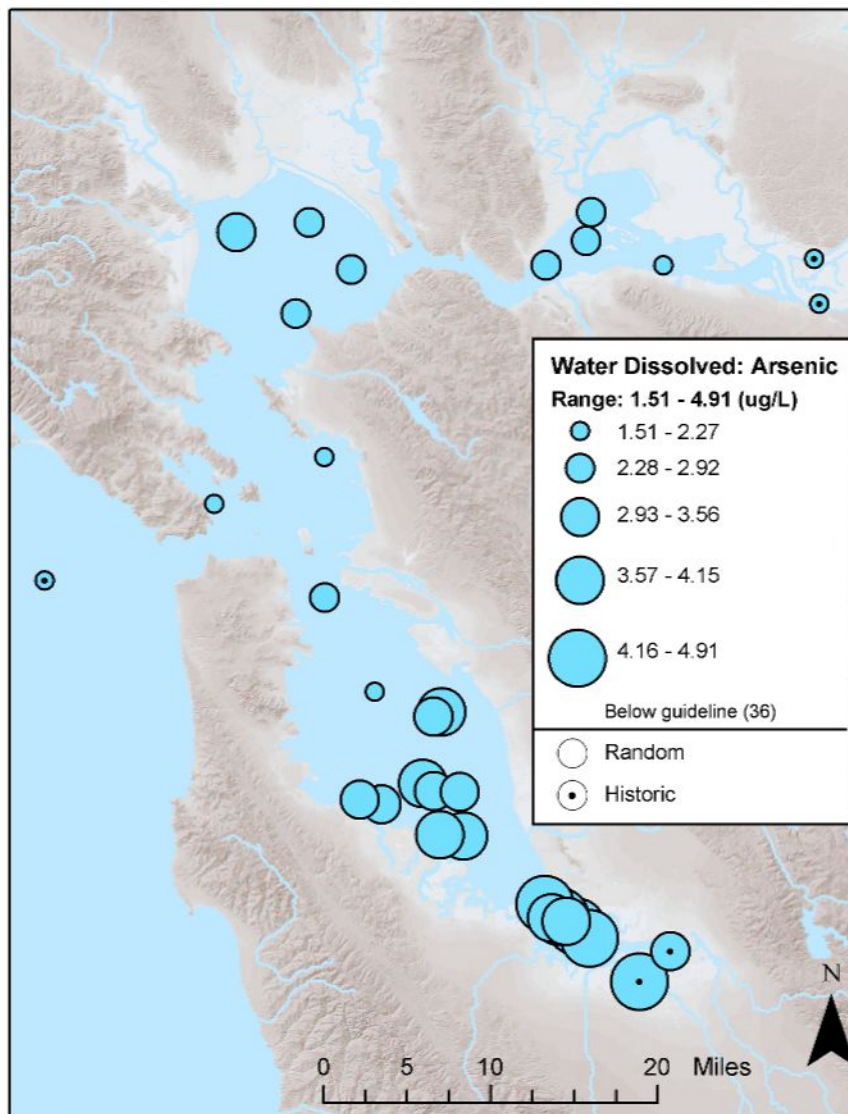 Water Dissolved: Arsenic
Range: 1.51 - 4.91 (ug/L)
1.51 - 2.27
2.28 - 2.92
2.93 - 3.56
3.57 - 4.15
4.16 - 4.91
Below guideline (36)
Random
Historic
N
0 5 10 20 Miles